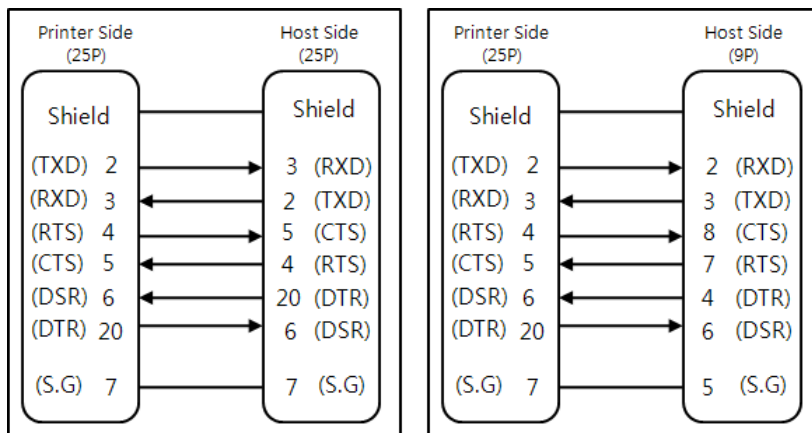 Printer Side Host Side
(25P) (25P)
Shield Shield
(TXD) 2 3 (RXD)
(RXD) 3 2 (TXD)
(RTS) 4 5 (CTS)
(CTS) 5 4 (RTS)
(DSR) 6 20 (DTR)
(DTR) 20 6 (DSR)
(S.G) 7 7 (S.G)
Printer Side Host Side
(25P) (9P)
Shield Shield
(TXD) 2 2 (RXD)
(RXD) 3 3 (TXD)
(RTS) 4 8 (CTS)
(CTS) 5 7 (RTS)
(DSR) 6 4 (DTR)
(DTR) 20 6 (DSR)
(S.G) 7 5 (S.G)